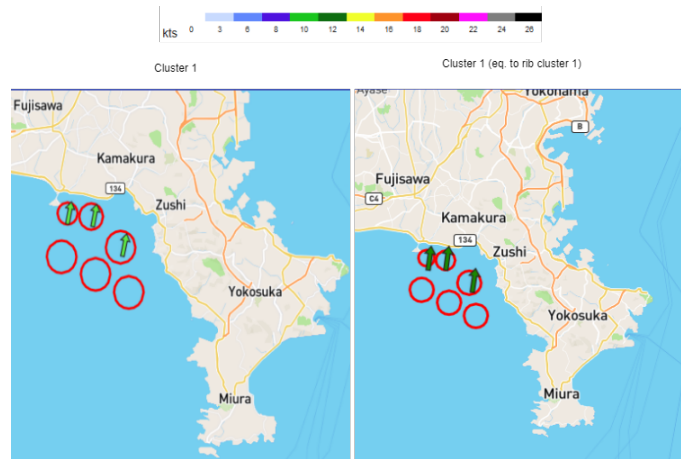 kts 0 3 6 8 10 12 14 16 18 20 22 24 26
Cluster 1
Cluster 1 (eq. to rib cluster 1)
Fujisawa
Kamakura
134
Zushi
Yokosuka
Miura
Ayase
Yokohama
B
Fujisawa
C4
Kamakura
134
Zushi
Yokosuka
Miura